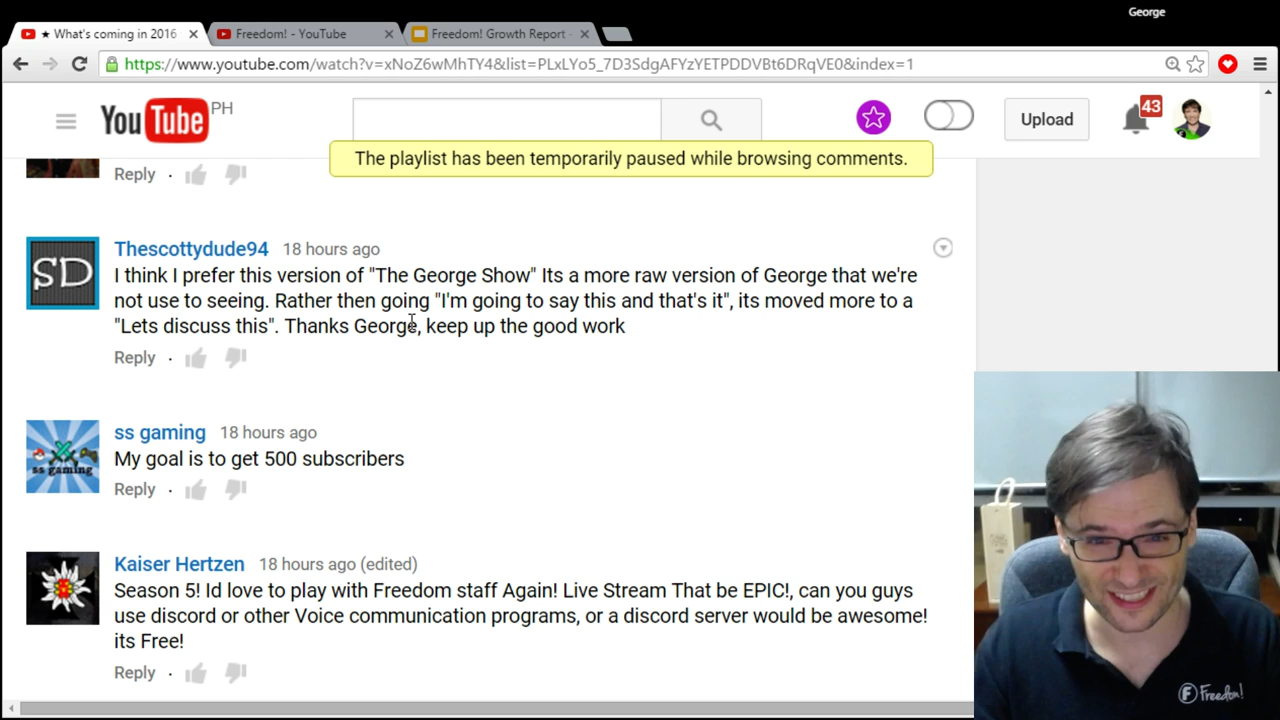 George
★ What's coming in 2016
Freedom! - YouTube
Freedom! Growth Report -
https://www.youtube.com/watch?v=xNoZ6wMhTY4&list=PLxLYo5_7D3SdgAFYzYETPDDVBt6DRqVE0&index=1
YouTube PH
Upload
43
The playlist has been temporarily paused while browsing comments.
Reply
SD
Thescottydude94 18 hours ago
I think I prefer this version of "The George Show" Its a more raw version of George that we're
not use to seeing. Rather then going "I'm going to say this and that's it", its moved more to a
"Lets discuss this". Thanks George, keep up the good work
Reply
ss gaming 18 hours ago
ss gaming
My goal is to get 500 subscribers
Reply
Kaiser Hertzen 18 hours ago (edited)
Season 5! Id love to play with Freedom staff Again! Live Stream That be EPIC!, can you guys
use discord or other Voice communication programs, or a discord server would be awesome!
its Free!
Reply
F Freedom!